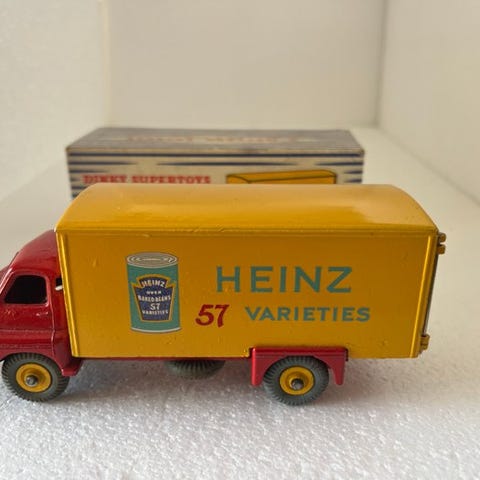 DINKY SUPERTOYS
HEINZ
OVEN
BAKED BEANS
57
VARIETIES
HEINZ
57 VARIETIES